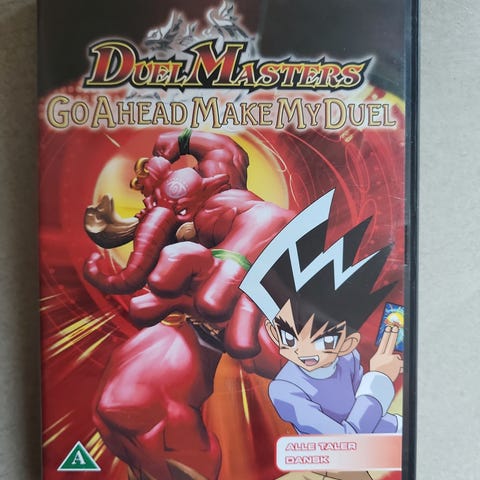 DUEL MASTERS
GO AHEAD MAKE MY DUEL
ALLE TALER
DANSK
A